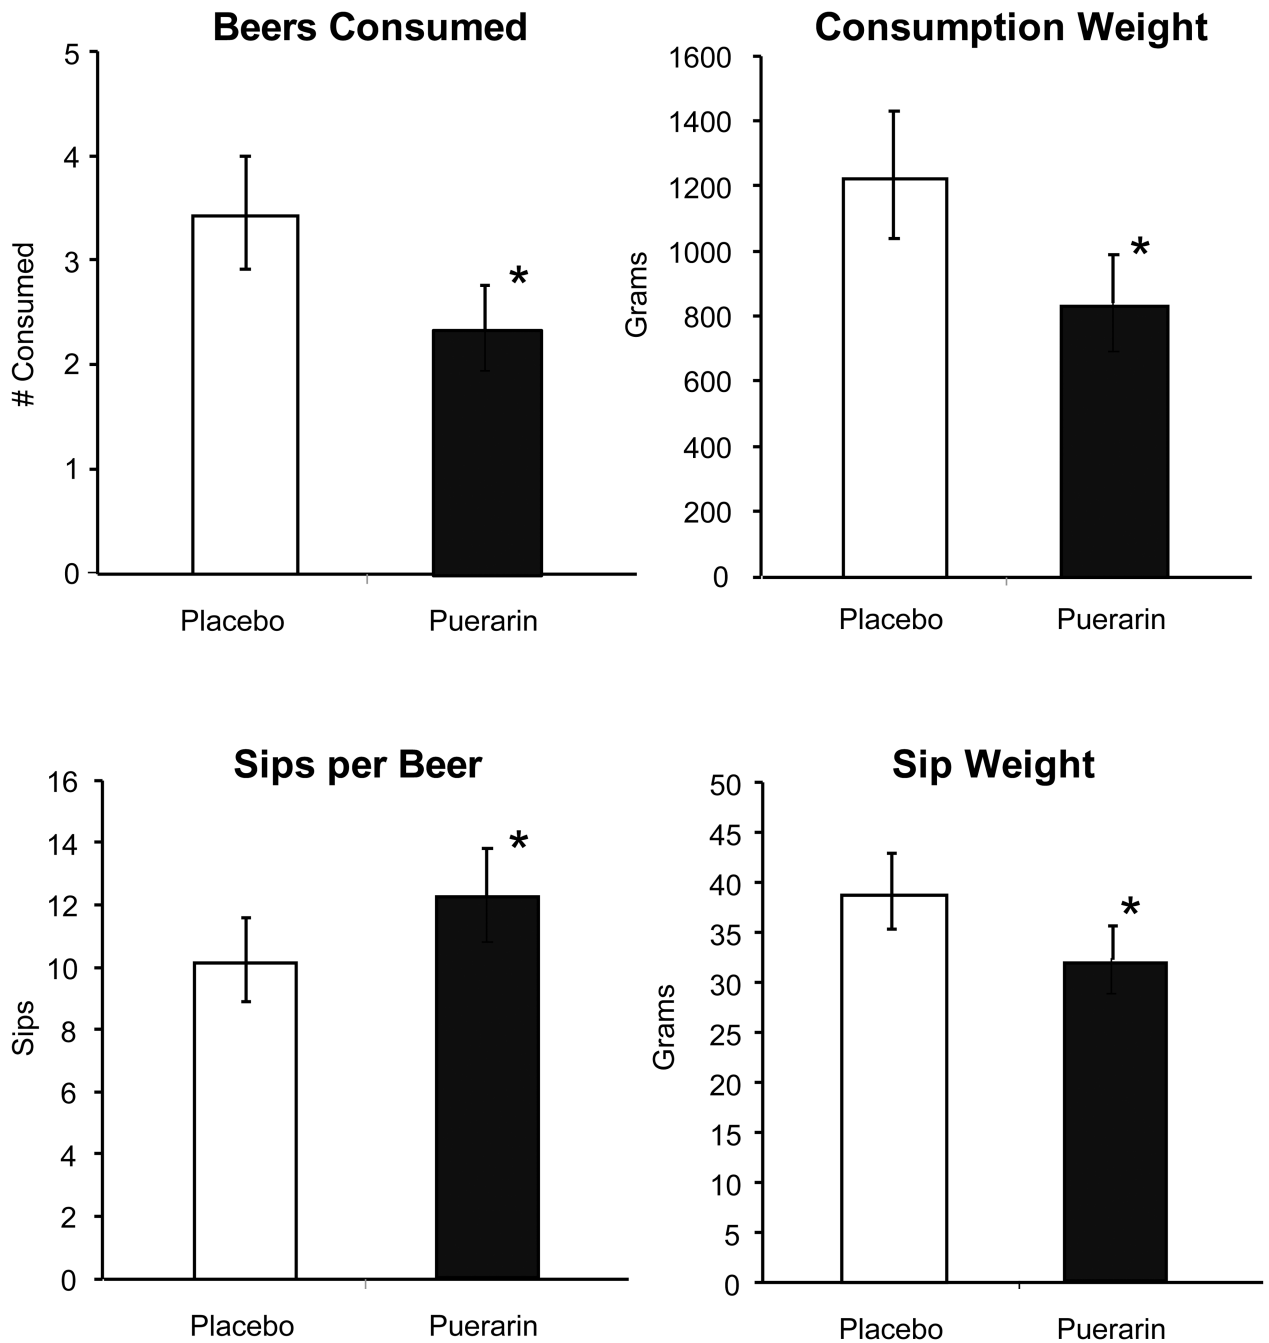 Beers Consumed
5
4
3
2
1
0
# Consumed
*
Placebo
Puerarin
Consumption Weight
1600
1400
1200
1000
800
600
400
200
0
Grams
*
Placebo
Puerarin
Sips per Beer
16
14
12
10
8
6
4
2
0
Sips
*
Placebo
Puerarin
Sip Weight
50
45
40
35
30
25
20
15
10
5
0
Grams
*
Placebo
Puerarin